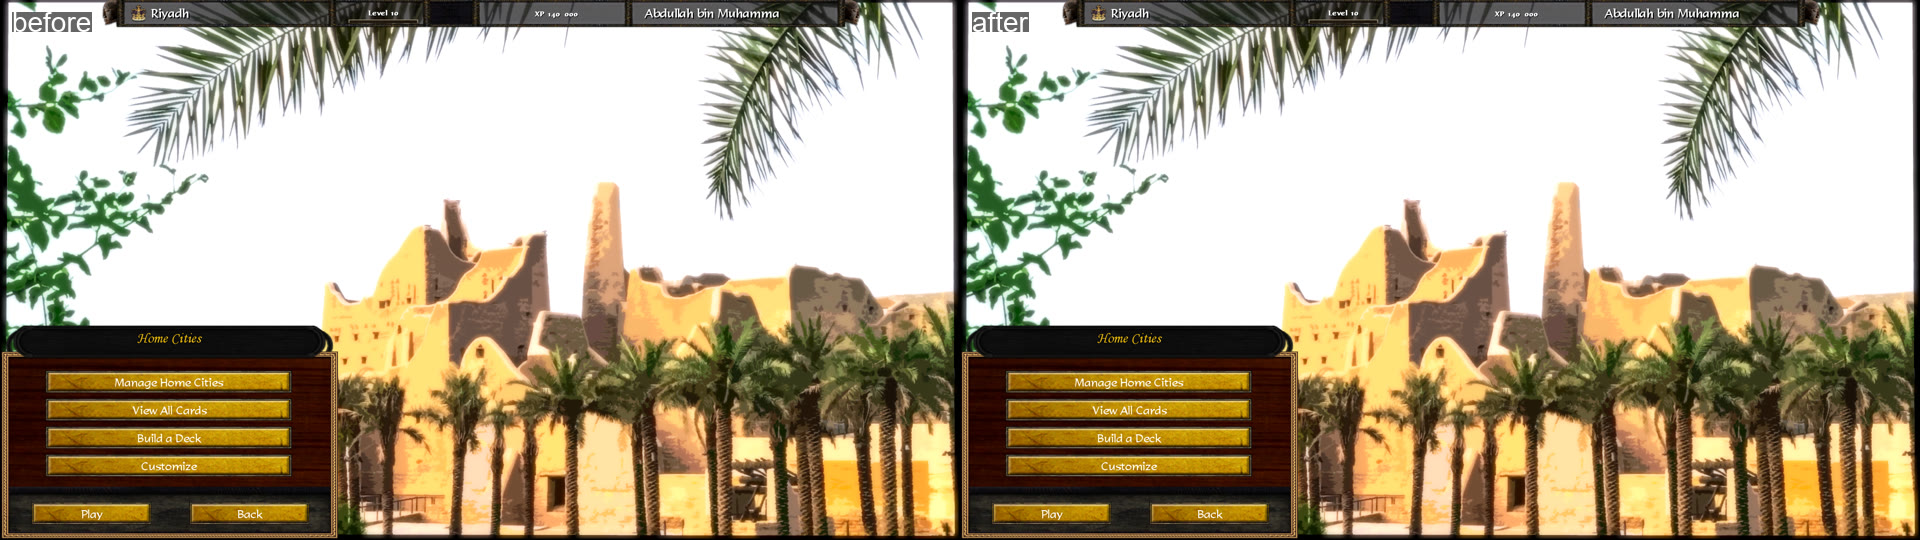 before
Riyadh
Level 10
XP 140 000
Abdullah bin Muhamma
Home Cities
Manage Home Cities
View All Cards
Build a Deck
Customize
Play
Back
after
Riyadh
Level 10
XP 140 000
Abdullah bin Muhamma
Home Cities
Manage Home Cities
View All Cards
Build a Deck
Customize
Play
Back